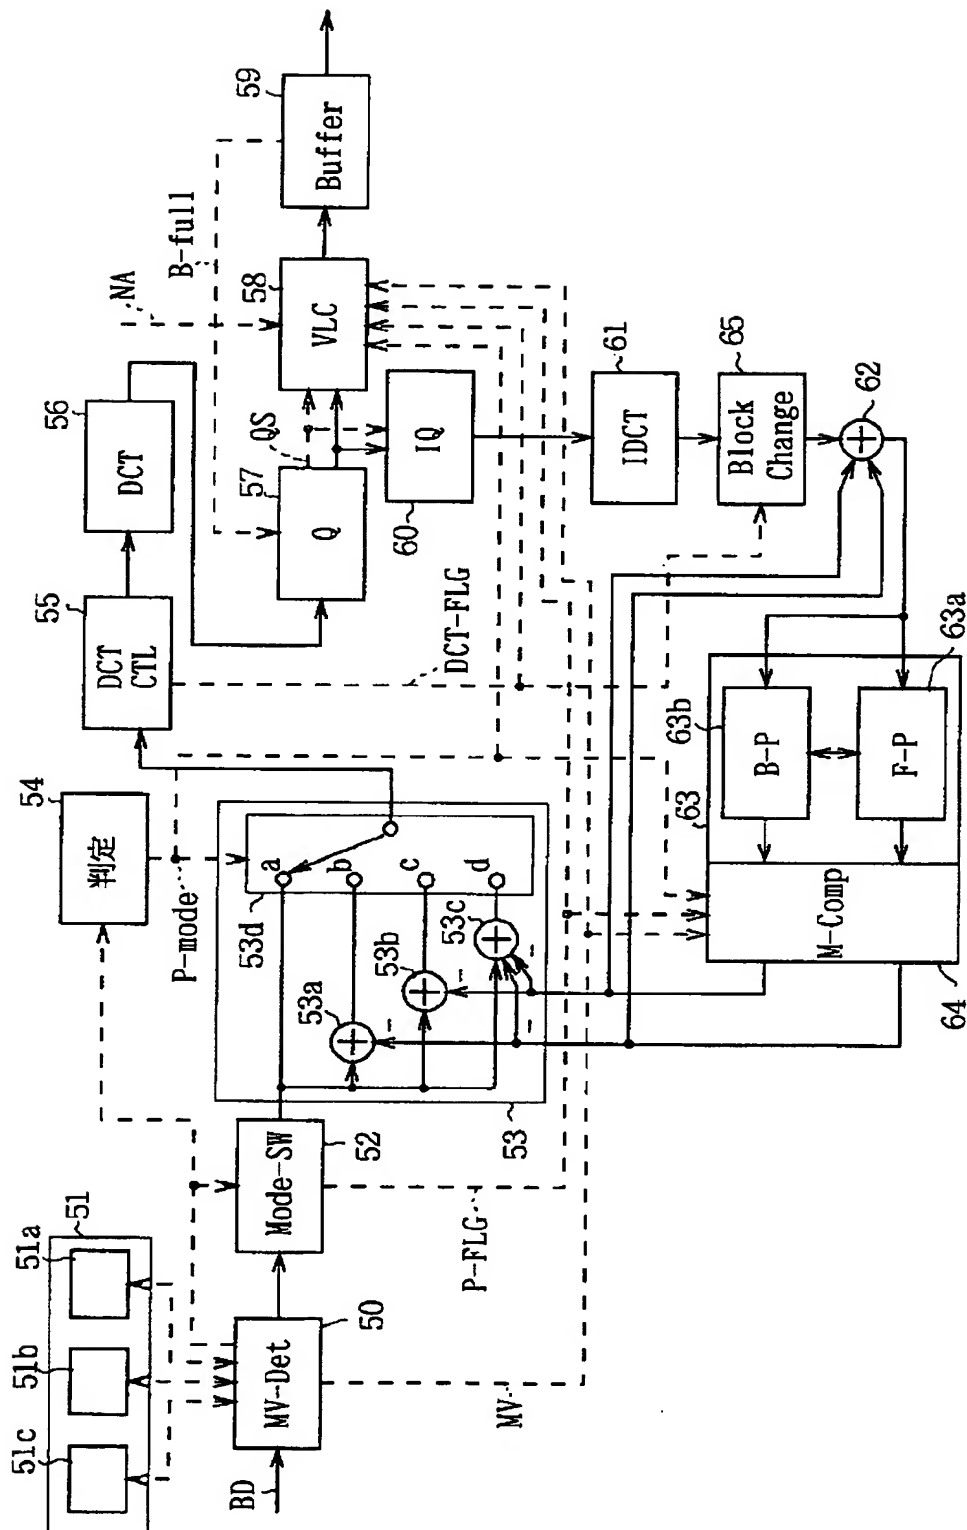 51
51a
51b
51c
BD
MV-Det
50
MV
Mode-SW
52
P-FLG
53
53a
53b
53c
53d
a
b
c
d
判定
54
P-mode
DCT
CTL
55
DCT-FLG
DCT
56
Q
57
QS
NA
B-full
VLC
58
Buffer
59
IQ
60
IDCT
61
Block
Change
65
62
63
B-P
63b
F-P
63a
M-Comp
64